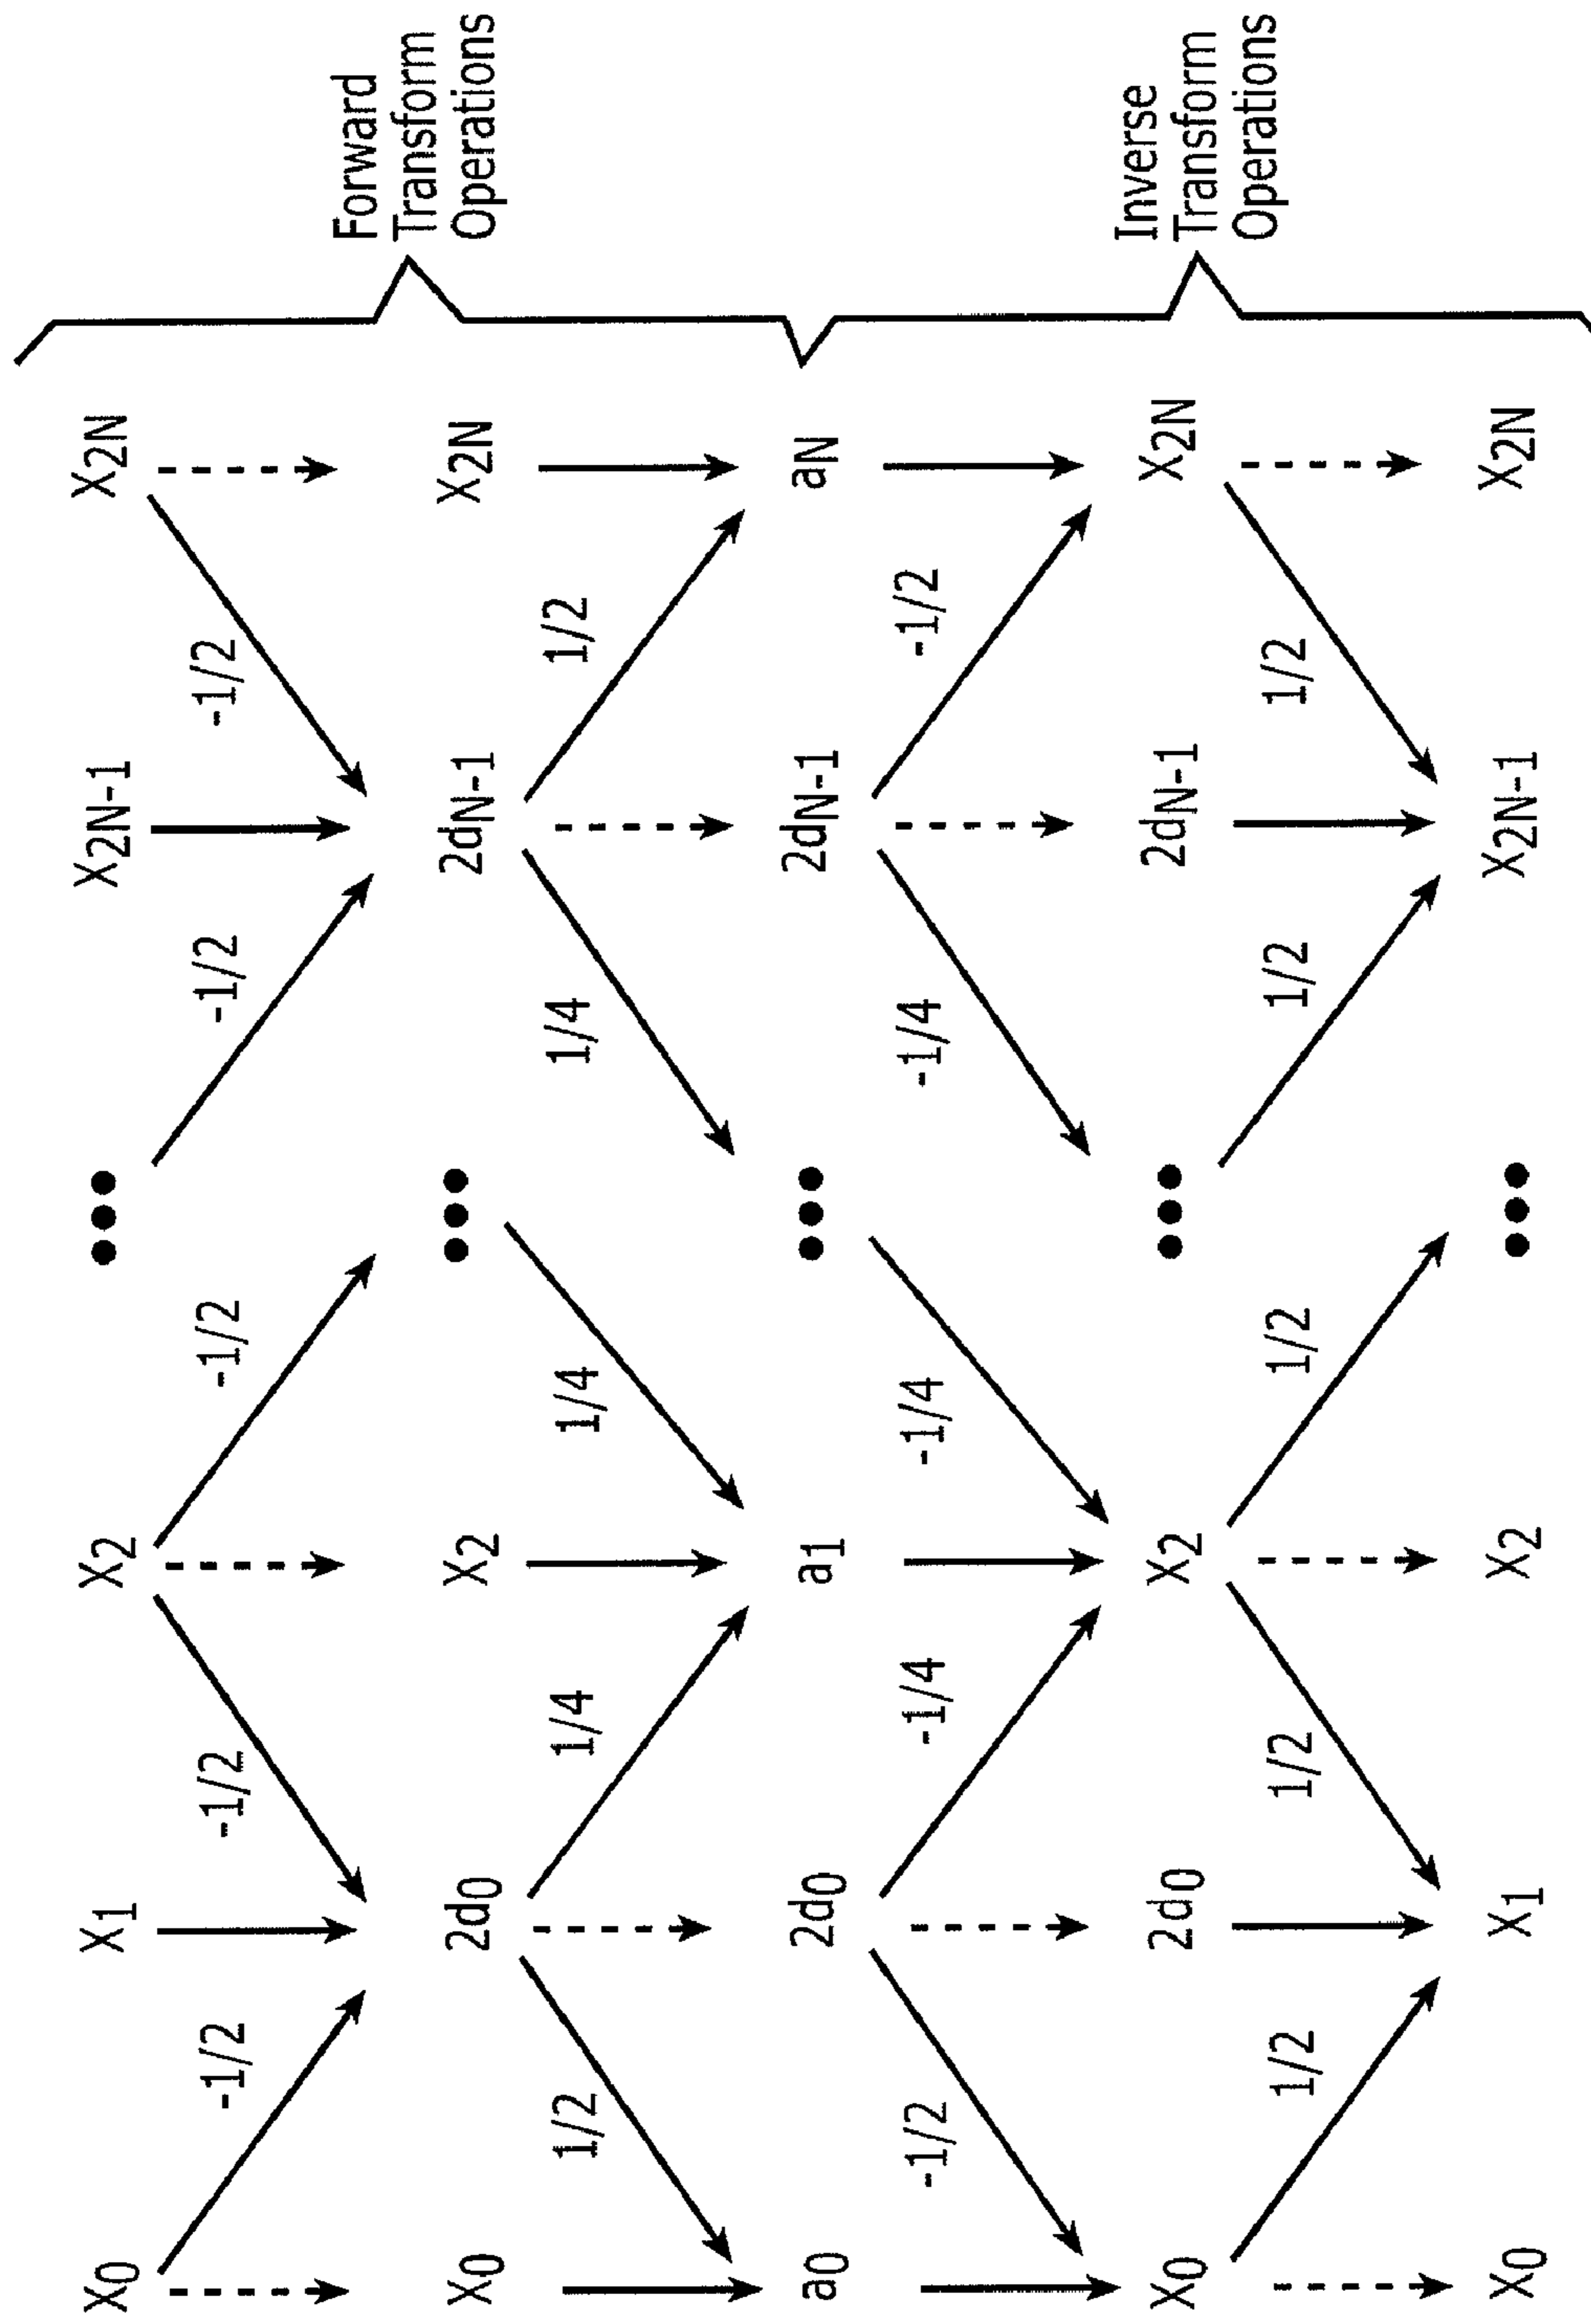 X0 X1 X2 ••• X2N-1 X2N
-1/2 -1/2 -1/2 -1/2 -1/2
Forward
Transform
Operations
X0 2d0 X2 ••• 2dN-1 X2N
1/2 1/4 1/4 1/4 1/2
a0 2d0 a1 ••• 2dN-1 aN
-1/2 -1/4 -1/4 -1/4 -1/2
Inverse
Transform
Operations
X0 2d0 X2 ••• 2dN-1 X2N
1/2 1/2 1/2 1/2 1/2
X0 X1 X2 ••• X2N-1 X2N